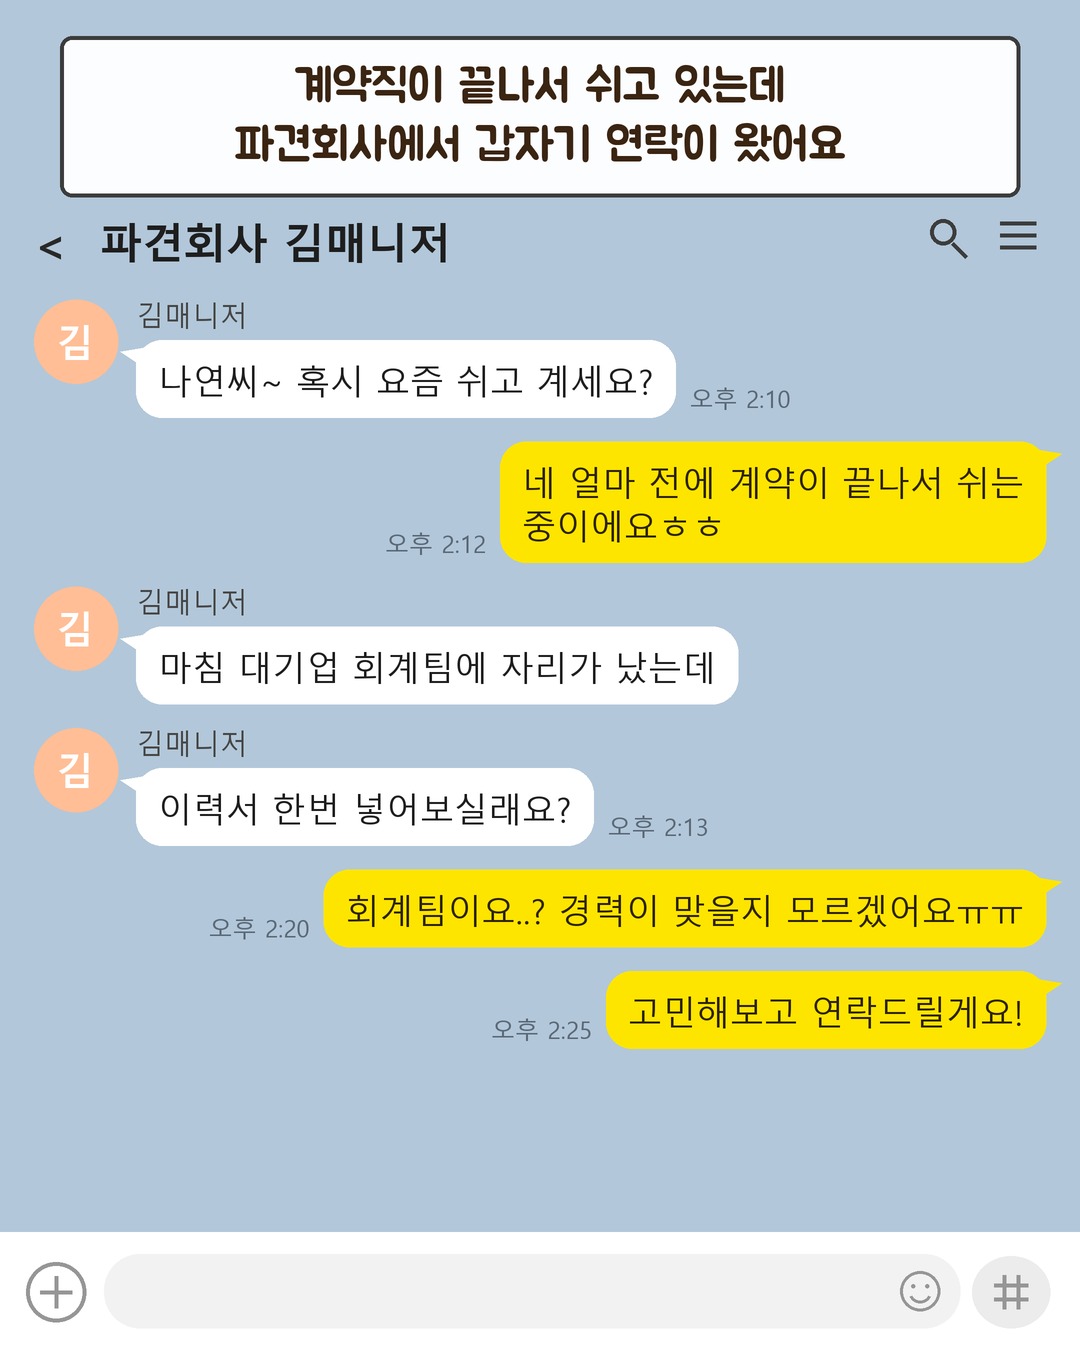 계약직이 끝나서 쉬고 있는데
파견회사에서 갑자기 연락이 왔어요
< 파견회사 김매니저
김매니저
김
나연씨~ 혹시 요즘 쉬고 계세요?
오후 2:10
네 얼마 전에 계약이 끝나서 쉬는
중이에요ㅎㅎ
오후 2:12
김매니저
김
마침 대기업 회계팀에 자리가 났는데
김매니저
김
이력서 한번 넣어보실래요?
오후 2:13
회계팀이요..? 경력이 맞을지 모르겠어요ㅠㅠ
오후 2:20
고민해보고 연락드릴게요!
오후 2:25